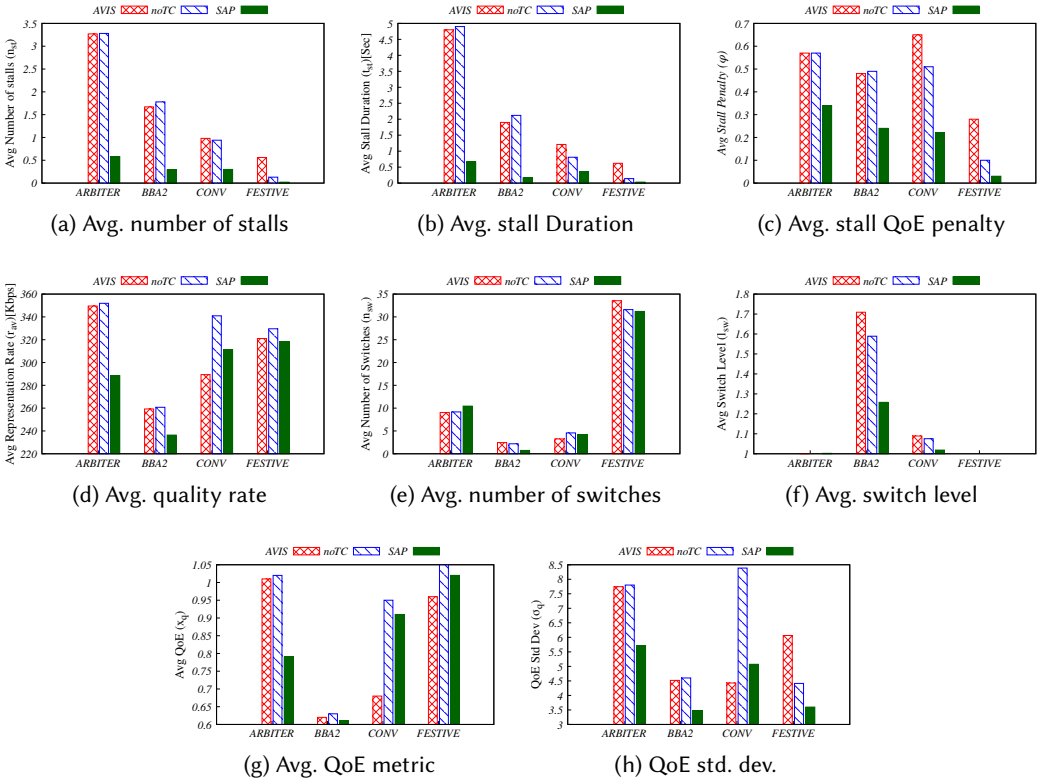 AVIS noTC SAP
Avg Number of stalls (n_st)
3.5
3
2.5
2
1.5
1
0.5
0
ARBITER BBA2 CONV FESTIVE
(a) Avg. number of stalls
AVIS noTC SAP
Avg Stall Duration (t_st)[Sec]
5
4.5
4
3.5
3
2.5
2
1.5
1
0.5
0
ARBITER BBA2 CONV FESTIVE
(b) Avg. stall Duration
AVIS noTC SAP
Avg Stall Penalty (φ)
0.7
0.6
0.5
0.4
0.3
0.2
0.1
0
ARBITER BBA2 CONV FESTIVE
(c) Avg. stall QoE penalty
AVIS noTC SAP
Avg Representation Rate (r_av)[Kbps]
360
340
320
300
280
260
240
220
ARBITER BBA2 CONV FESTIVE
(d) Avg. quality rate
AVIS noTC SAP
Avg Number of Switches (n_sw)
35
30
25
20
15
10
5
0
ARBITER BBA2 CONV FESTIVE
(e) Avg. number of switches
AVIS noTC SAP
Avg Switch Level (l_sw)
1.8
1.7
1.6
1.5
1.4
1.3
1.2
1.1
1
ARBITER BBA2 CONV FESTIVE
(f) Avg. switch level
AVIS noTC SAP
Avg QoE (x_q)
1.05
1
0.95
0.9
0.85
0.8
0.75
0.7
0.65
0.6
ARBITER BBA2 CONV FESTIVE
(g) Avg. QoE metric
AVIS noTC SAP
QoE Std Dev (σ_q)
8.5
8
7.5
7
6.5
6
5.5
5
4.5
4
3.5
3
ARBITER BBA2 CONV FESTIVE
(h) QoE std. dev.